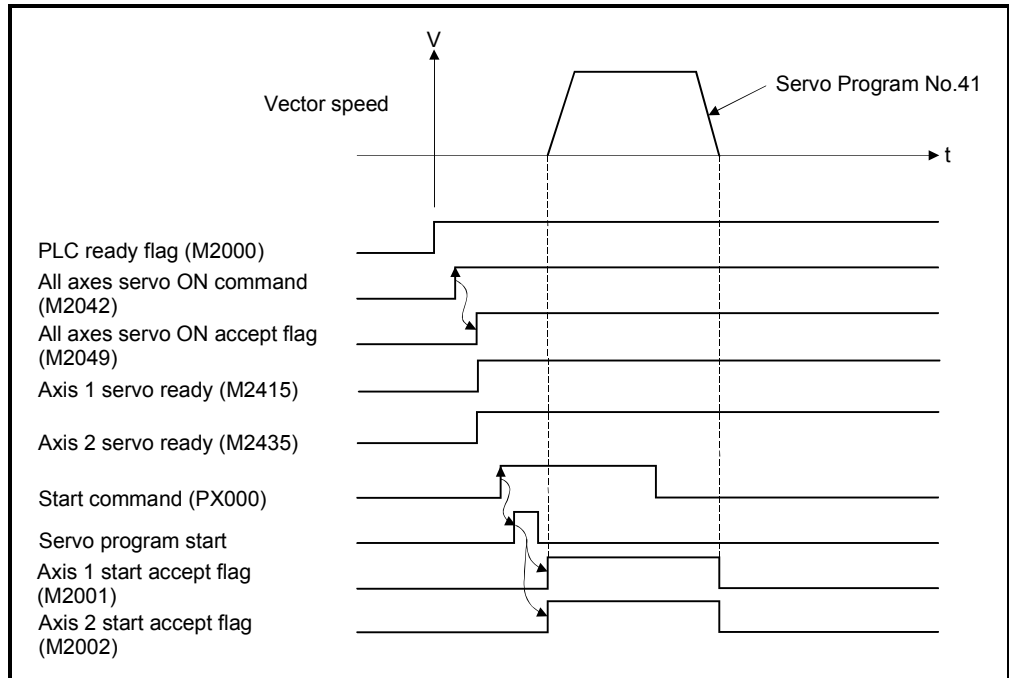 V
Servo Program No.41
Vector speed
t
PLC ready flag (M2000)
All axes servo ON command
(M2042)
All axes servo ON accept flag
(M2049)
Axis 1 servo ready (M2415)
Axis 2 servo ready (M2435)
Start command (PX000)
Servo program start
Axis 1 start accept flag
(M2001)
Axis 2 start accept flag
(M2002)